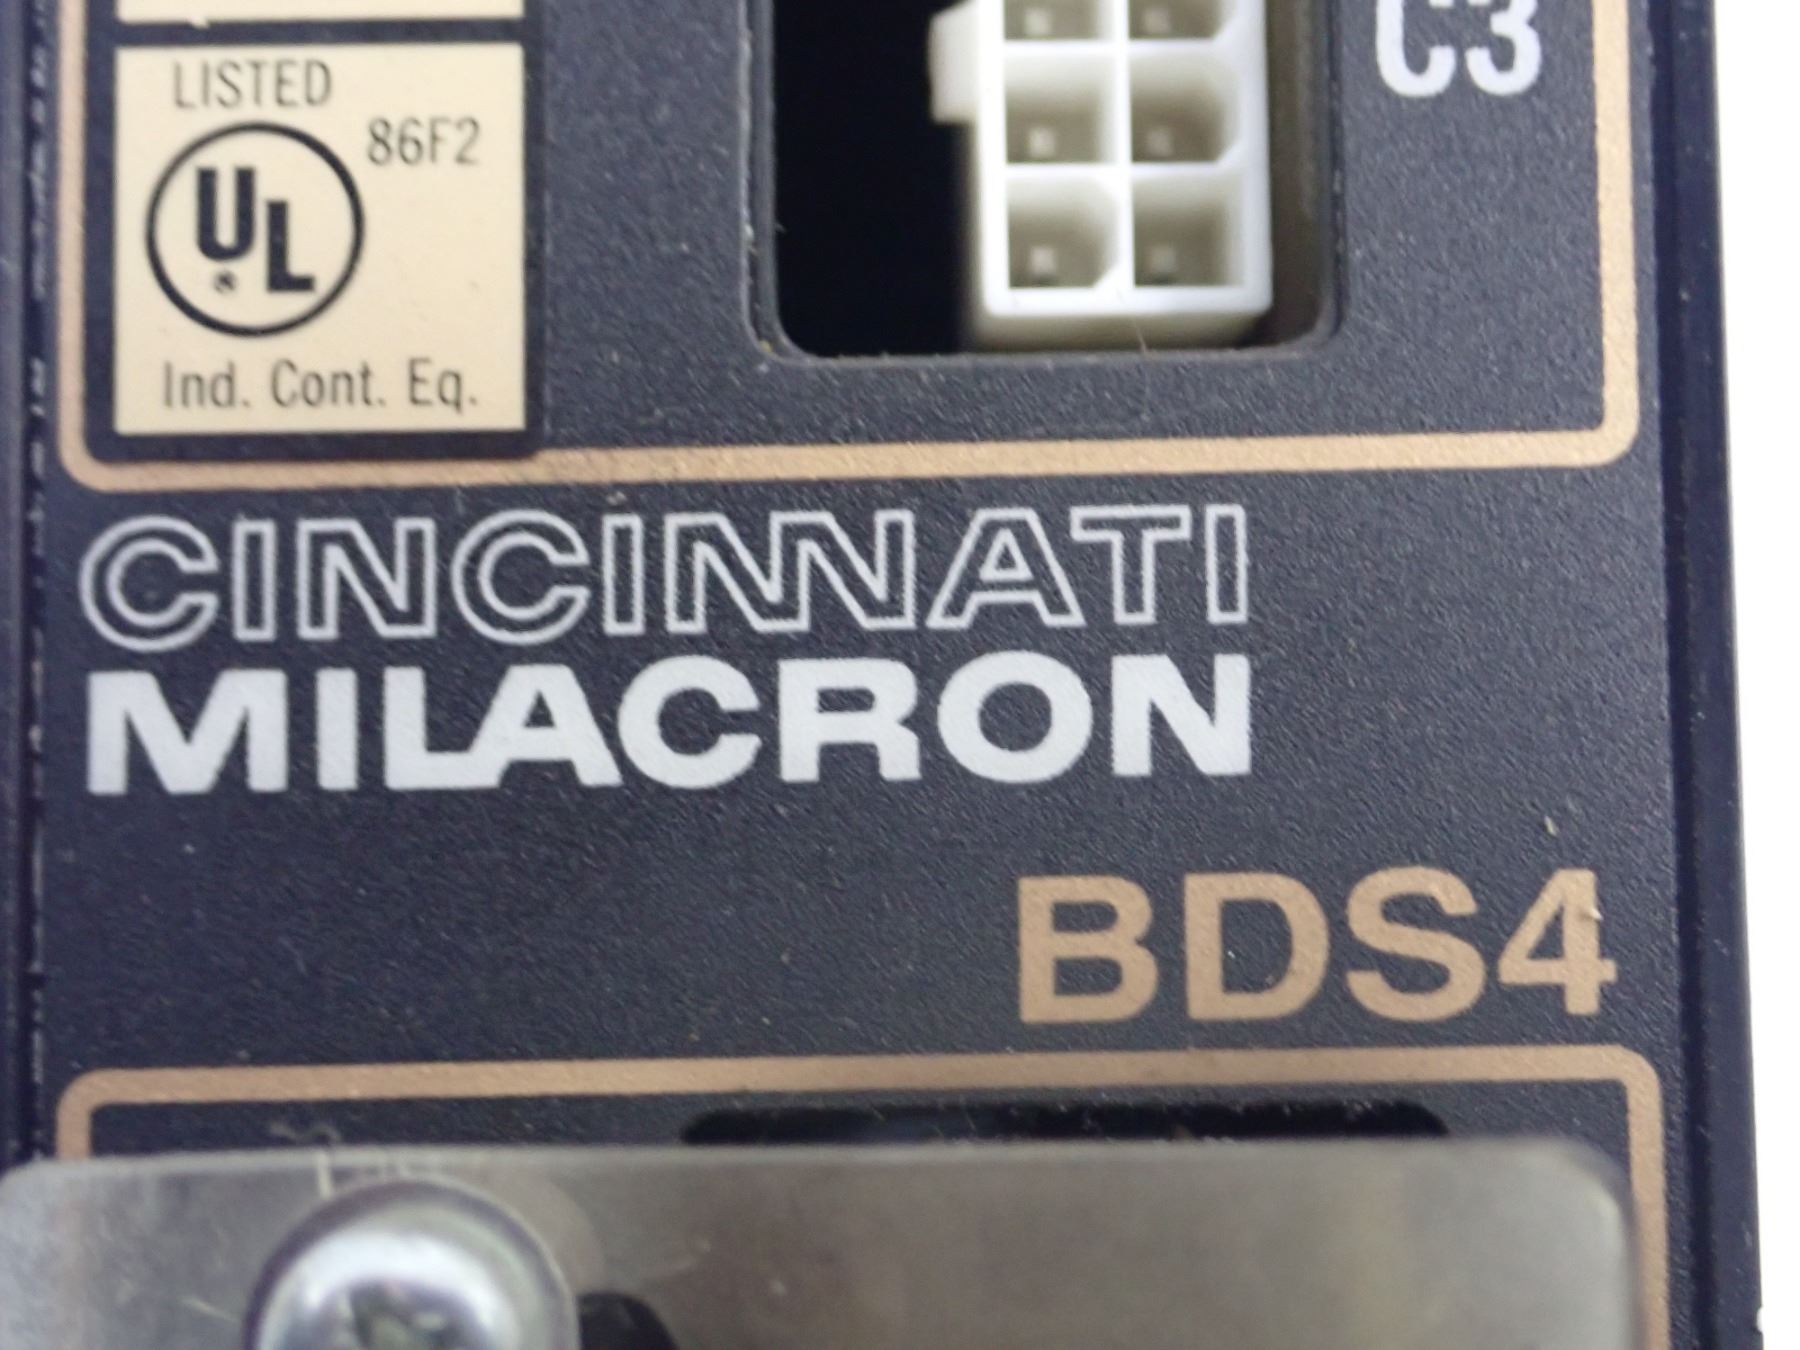 C3
LISTED
86F2
UL
®
Ind. Cont. Eq.
CINCINNATI
MILACRON
BDS4